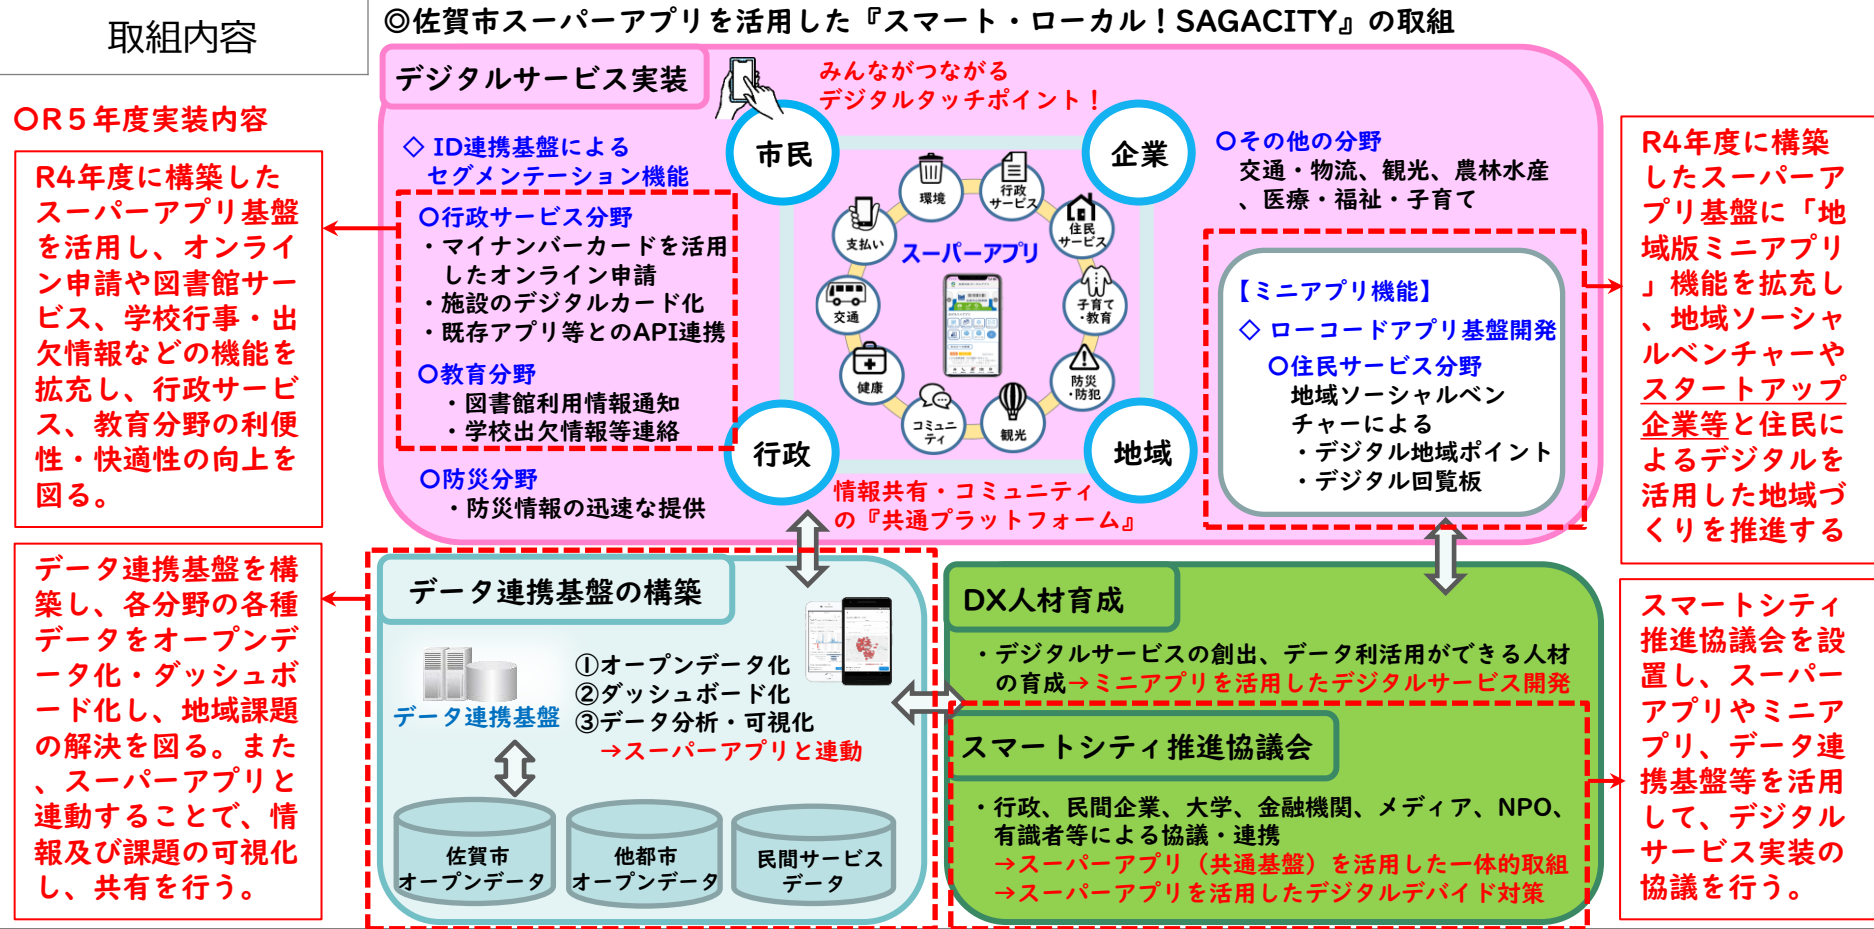 取組内容
◎佐賀市スーパーアプリを活用した『スマート・ローカル！SAGACITY』の取組
〇R５年度実装内容
R4年度に構築した
スーパーアプリ基盤
を活用し、オンライ
ン申請や図書館サー
ビス、学校行事・出
欠情報などの機能を
拡充し、行政サービ
ス、教育分野の利便
性・快適性の向上を
図る。
データ連携基盤を構
築し、各分野の各種
データをオープンデ
ータ化・ダッシュボ
ード化し、地域課題
の解決を図る。また
、スーパーアプリと
連動することで、情
報及び課題の可視化
し、共有を行う。
デジタルサービス実装
みんながつながる
デジタルタッチポイント！
◇ ID連携基盤による
セグメンテーション機能
〇行政サービス分野
・マイナンバーカードを活用
したオンライン申請
・施設のデジタルカード化
・既存アプリ等とのAPI連携
〇教育分野
・図書館利用情報通知
・学校出欠情報等連絡
〇防災分野
・防災情報の迅速な提供
市民
企業
行政
地域
環境
行政
サービス
住民
サービス
子育て
・教育
防災
・防犯
観光
コミュニ
ティ
健康
交通
支払い
スーパーアプリ
情報共有・コミュニティ
の『共通プラットフォーム』
〇その他の分野
交通・物流、観光、農林水産
、医療・福祉・子育て
【ミニアプリ機能】
◇ ローコードアプリ基盤開発
〇住民サービス分野
地域ソーシャルベン
チャーによる
・デジタル地域ポイント
・デジタル回覧板
R4年度に構築
したスーパーア
プリ基盤に「地
域版ミニアプリ
」機能を拡充し
、地域ソーシャ
ルベンチャーや
スタートアップ
企業等と住民に
よるデジタルを
活用した地域づ
くりを推進する
データ連携基盤の構築
データ連携基盤
①オープンデータ化
②ダッシュボード化
③データ分析・可視化
→スーパーアプリと連動
佐賀市
オープンデータ
他都市
オープンデータ
民間サービス
データ
DX人材育成
・デジタルサービスの創出、データ利活用ができる人材
の育成→ミニアプリを活用したデジタルサービス開発
スマートシティ推進協議会
・行政、民間企業、大学、金融機関、メディア、NPO、
有識者等による協議・連携
→スーパーアプリ（共通基盤）を活用した一体的取組
→スーパーアプリを活用したデジタルデバイド対策
スマートシティ
推進協議会を設
置し、スーパー
アプリやミニア
プリ、データ連
携基盤等を活用
して、デジタル
サービス実装の
協議を行う。